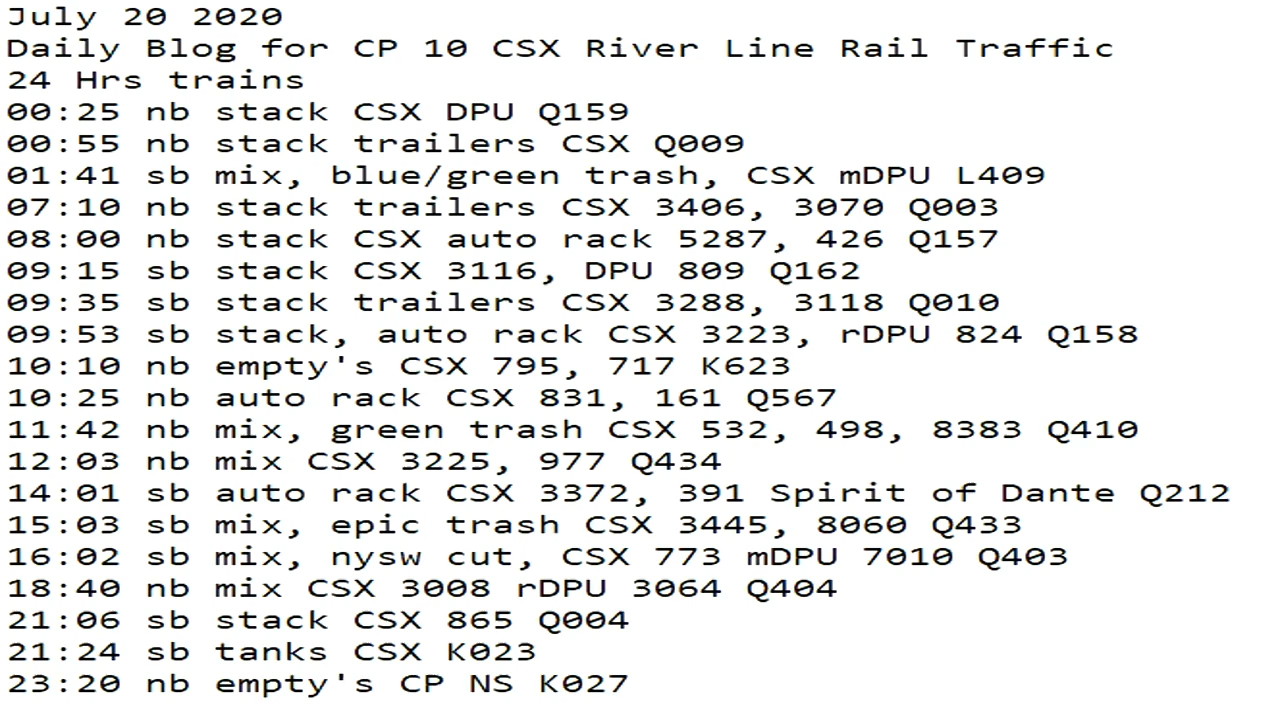 July 20 2020
Daily Blog for CP 10 CSX River Line Rail Traffic
24 Hrs trains
00:25 nb stack CSX DPU Q159
00:55 nb stack trailers CSX Q009
01:41 sb mix, blue/green trash, CSX mDPU L409
07:10 nb stack trailers CSX 3406, 3070 Q003
08:00 nb stack CSX auto rack 5287, 426 Q157
09:15 sb stack CSX 3116, DPU 809 Q162
09:35 sb stack trailers CSX 3288, 3118 Q010
09:53 sb stack, auto rack CSX 3223, rDPU 824 Q158
10:10 nb empty's CSX 795, 717 K623
10:25 nb auto rack CSX 831, 161 Q567
11:42 nb mix, green trash CSX 532, 498, 8383 Q410
12:03 nb mix CSX 3225, 977 Q434
14:01 sb auto rack CSX 3372, 391 Spirit of Dante Q212
15:03 sb mix, epic trash CSX 3445, 8060 Q433
16:02 sb mix, nysw cut, CSX 773 mDPU 7010 Q403
18:40 nb mix CSX 3008 rDPU 3064 Q404
21:06 sb stack CSX 865 Q004
21:24 sb tanks CSX K023
23:20 nb empty's CP NS K027